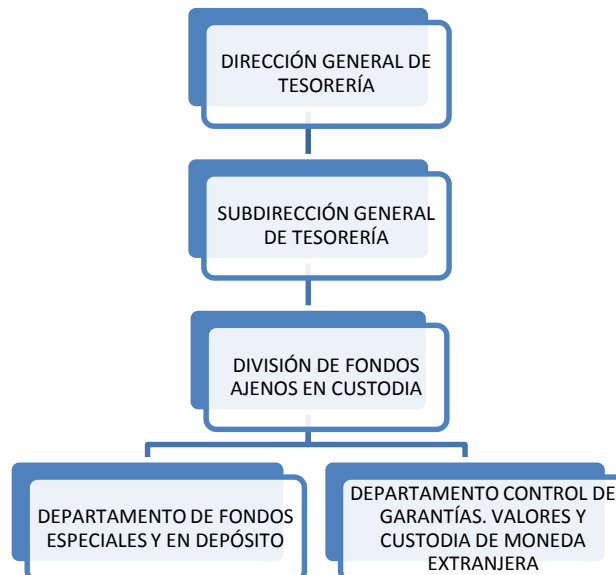 DIRECCIÓN GENERAL DE
TESORERÍA
SUBDIRECCIÓN GENERAL
DE TESORERÍA
DIVISIÓN DE FONDOS
AJENOS EN CUSTODIA
DEPARTAMENTO DE FONDOS
ESPECIALES Y EN DEPÓSITO
DEPARTAMENTO CONTROL DE
GARANTÍAS. VALORES Y
CUSTODIA DE MONEDA
EXTRANJERA